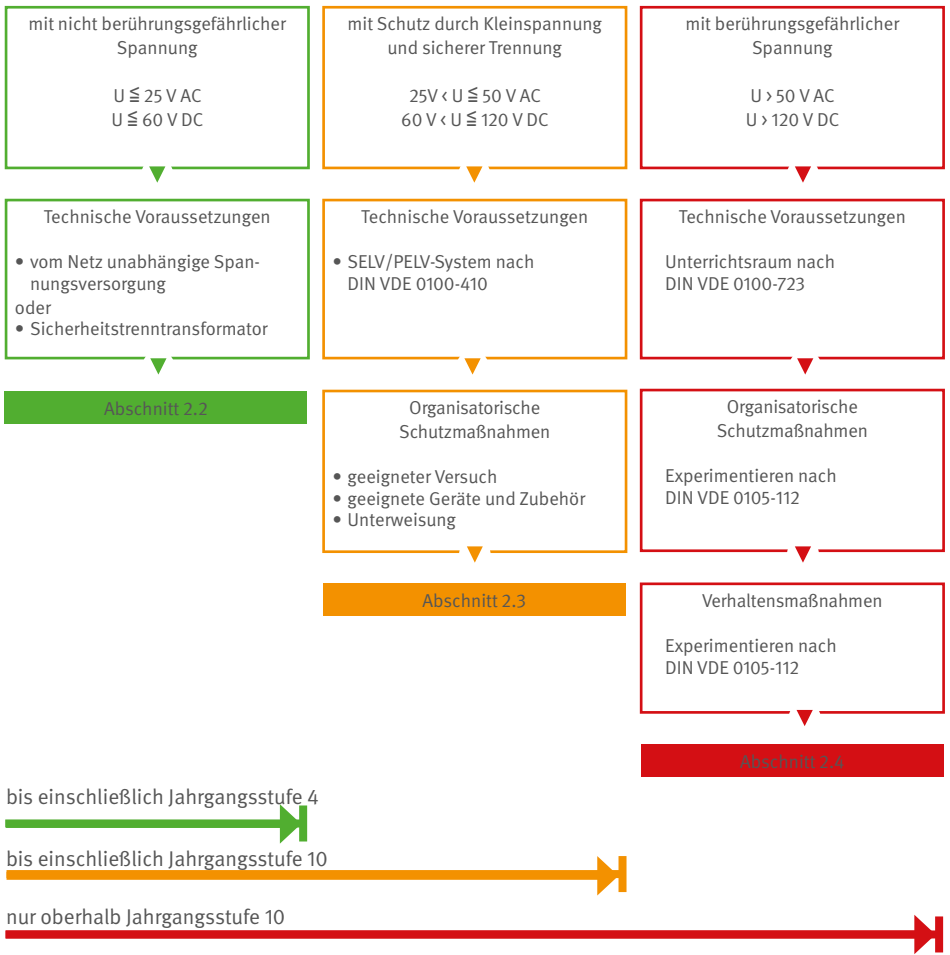 mit nicht berührungsgefährlicher
Spannung
U ≦ 25 V AC
U ≦ 60 V DC
mit Schutz durch Kleinspannung
und sicherer Trennung
25V ‹ U ≦ 50 V AC
60 V ‹ U ≦ 120 V DC
mit berührungsgefährlicher
Spannung
U › 50 V AC
U › 120 V DC
Technische Voraussetzungen
• vom Netz unabhängige Span-
nungsversorgung
oder
• Sicherheitstrenntransformator
Technische Voraussetzungen
• SELV/PELV-System nach
DIN VDE 0100-410
Technische Voraussetzungen
Unterrichtsraum nach
DIN VDE 0100-723
Abschnitt 2.2
Organisatorische
Schutzmaßnahmen
• geeigneter Versuch
• geeignete Geräte und Zubehör
• Unterweisung
Organisatorische
Schutzmaßnahmen
Experimentieren nach
DIN VDE 0105-112
Abschnitt 2.3
Verhaltensmaßnahmen
Experimentieren nach
DIN VDE 0105-112
Abschnitt 2.4
bis einschließlich Jahrgangsstufe 4
bis einschließlich Jahrgangsstufe 10
nur oberhalb Jahrgangsstufe 10